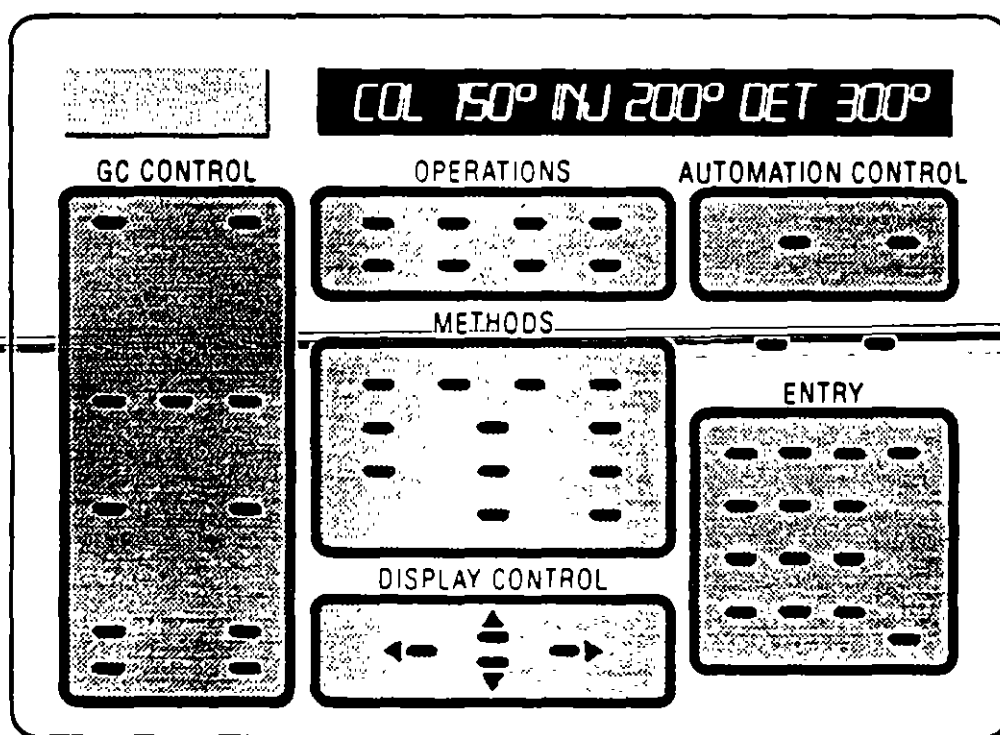 COL 150° INJ 200° DET 300°
GC CONTROL
OPERATIONS
AUTOMATION CONTROL
METHODS
ENTRY
DISPLAY CONTROL